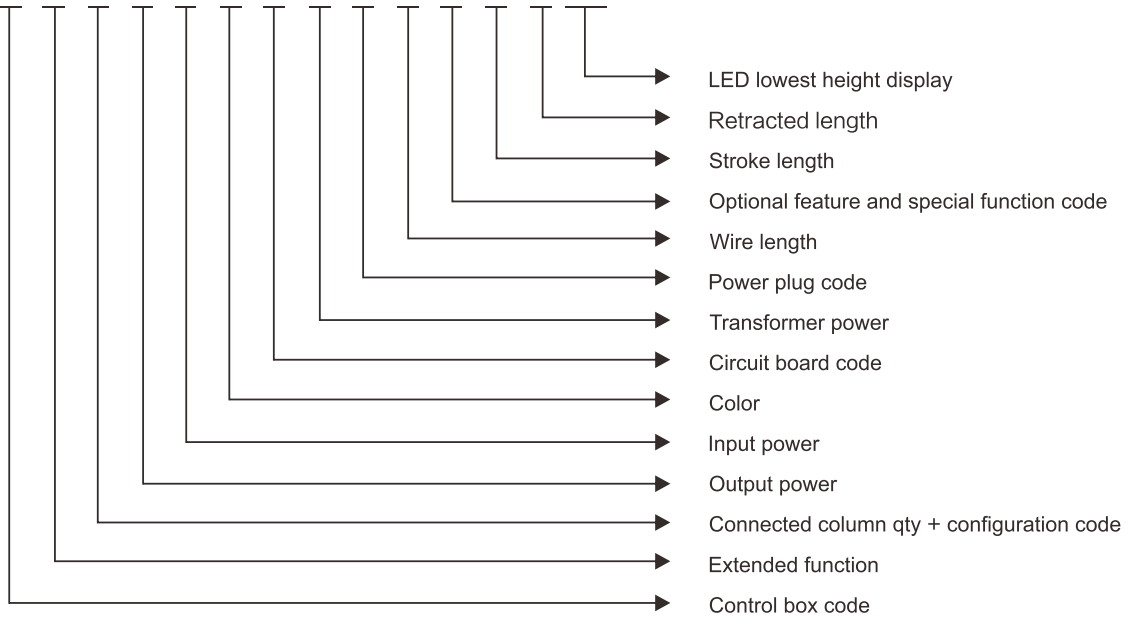 LED lowest height display
Retracted length
Stroke length
Optional feature and special function code
Wire length
Power plug code
Transformer power
Circuit board code
Color
Input power
Output power
Connected column qty + configuration code
Extended function
Control box code